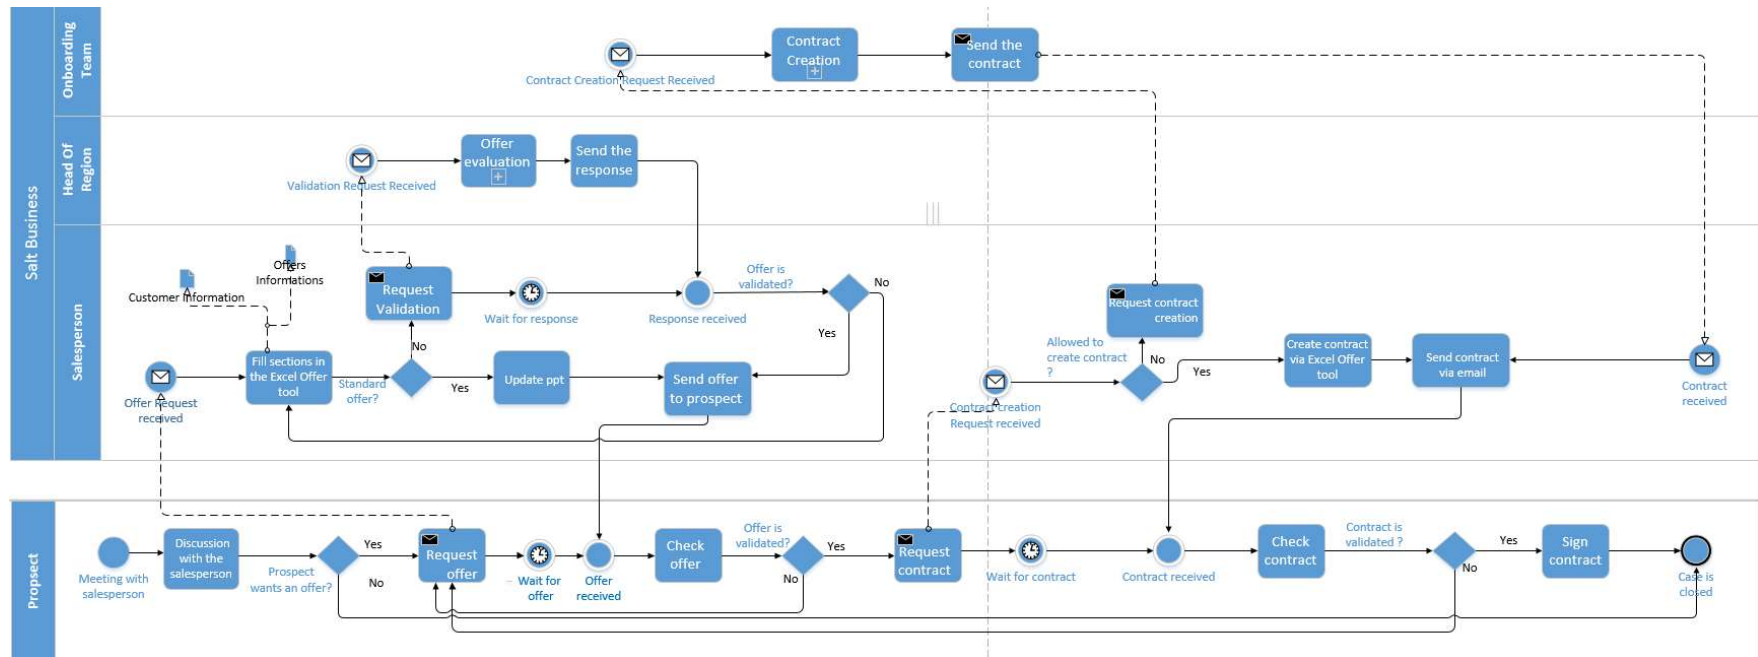 Salt Business
Onboarding
Team
Contract Creation Request Received
Contract
Creation
Send the
contract
Head Of
Region
Validation Request Received
Offer
evaluation
Send the
response
Salesperson
Customer Information
Offers
Informations
Request
Validation
Wait for response
Response received
Offer is
validated?
No
Yes
Offer Request
received
Fill sections in
the Excel Offer
tool
Standard
offer?
No
Yes
Update ppt
Send offer
to prospect
Contract creation
Request received
Allowed to
create contract
?
No
Yes
Request contract
creation
Create contract
via Excel Offer
tool
Send contract
via email
Contract
received
Propsect
Meeting with
salesperson
Discussion
with the
salesperson
Prospect
wants an offer?
Yes
No
Request
offer
Wait for
offer
Offer
received
Check
offer
Offer is
validated?
Yes
No
Request
contract
Wait for contract
Contract received
Check
contract
Contract is
validated ?
Yes
No
Sign
contract
Case is
closed